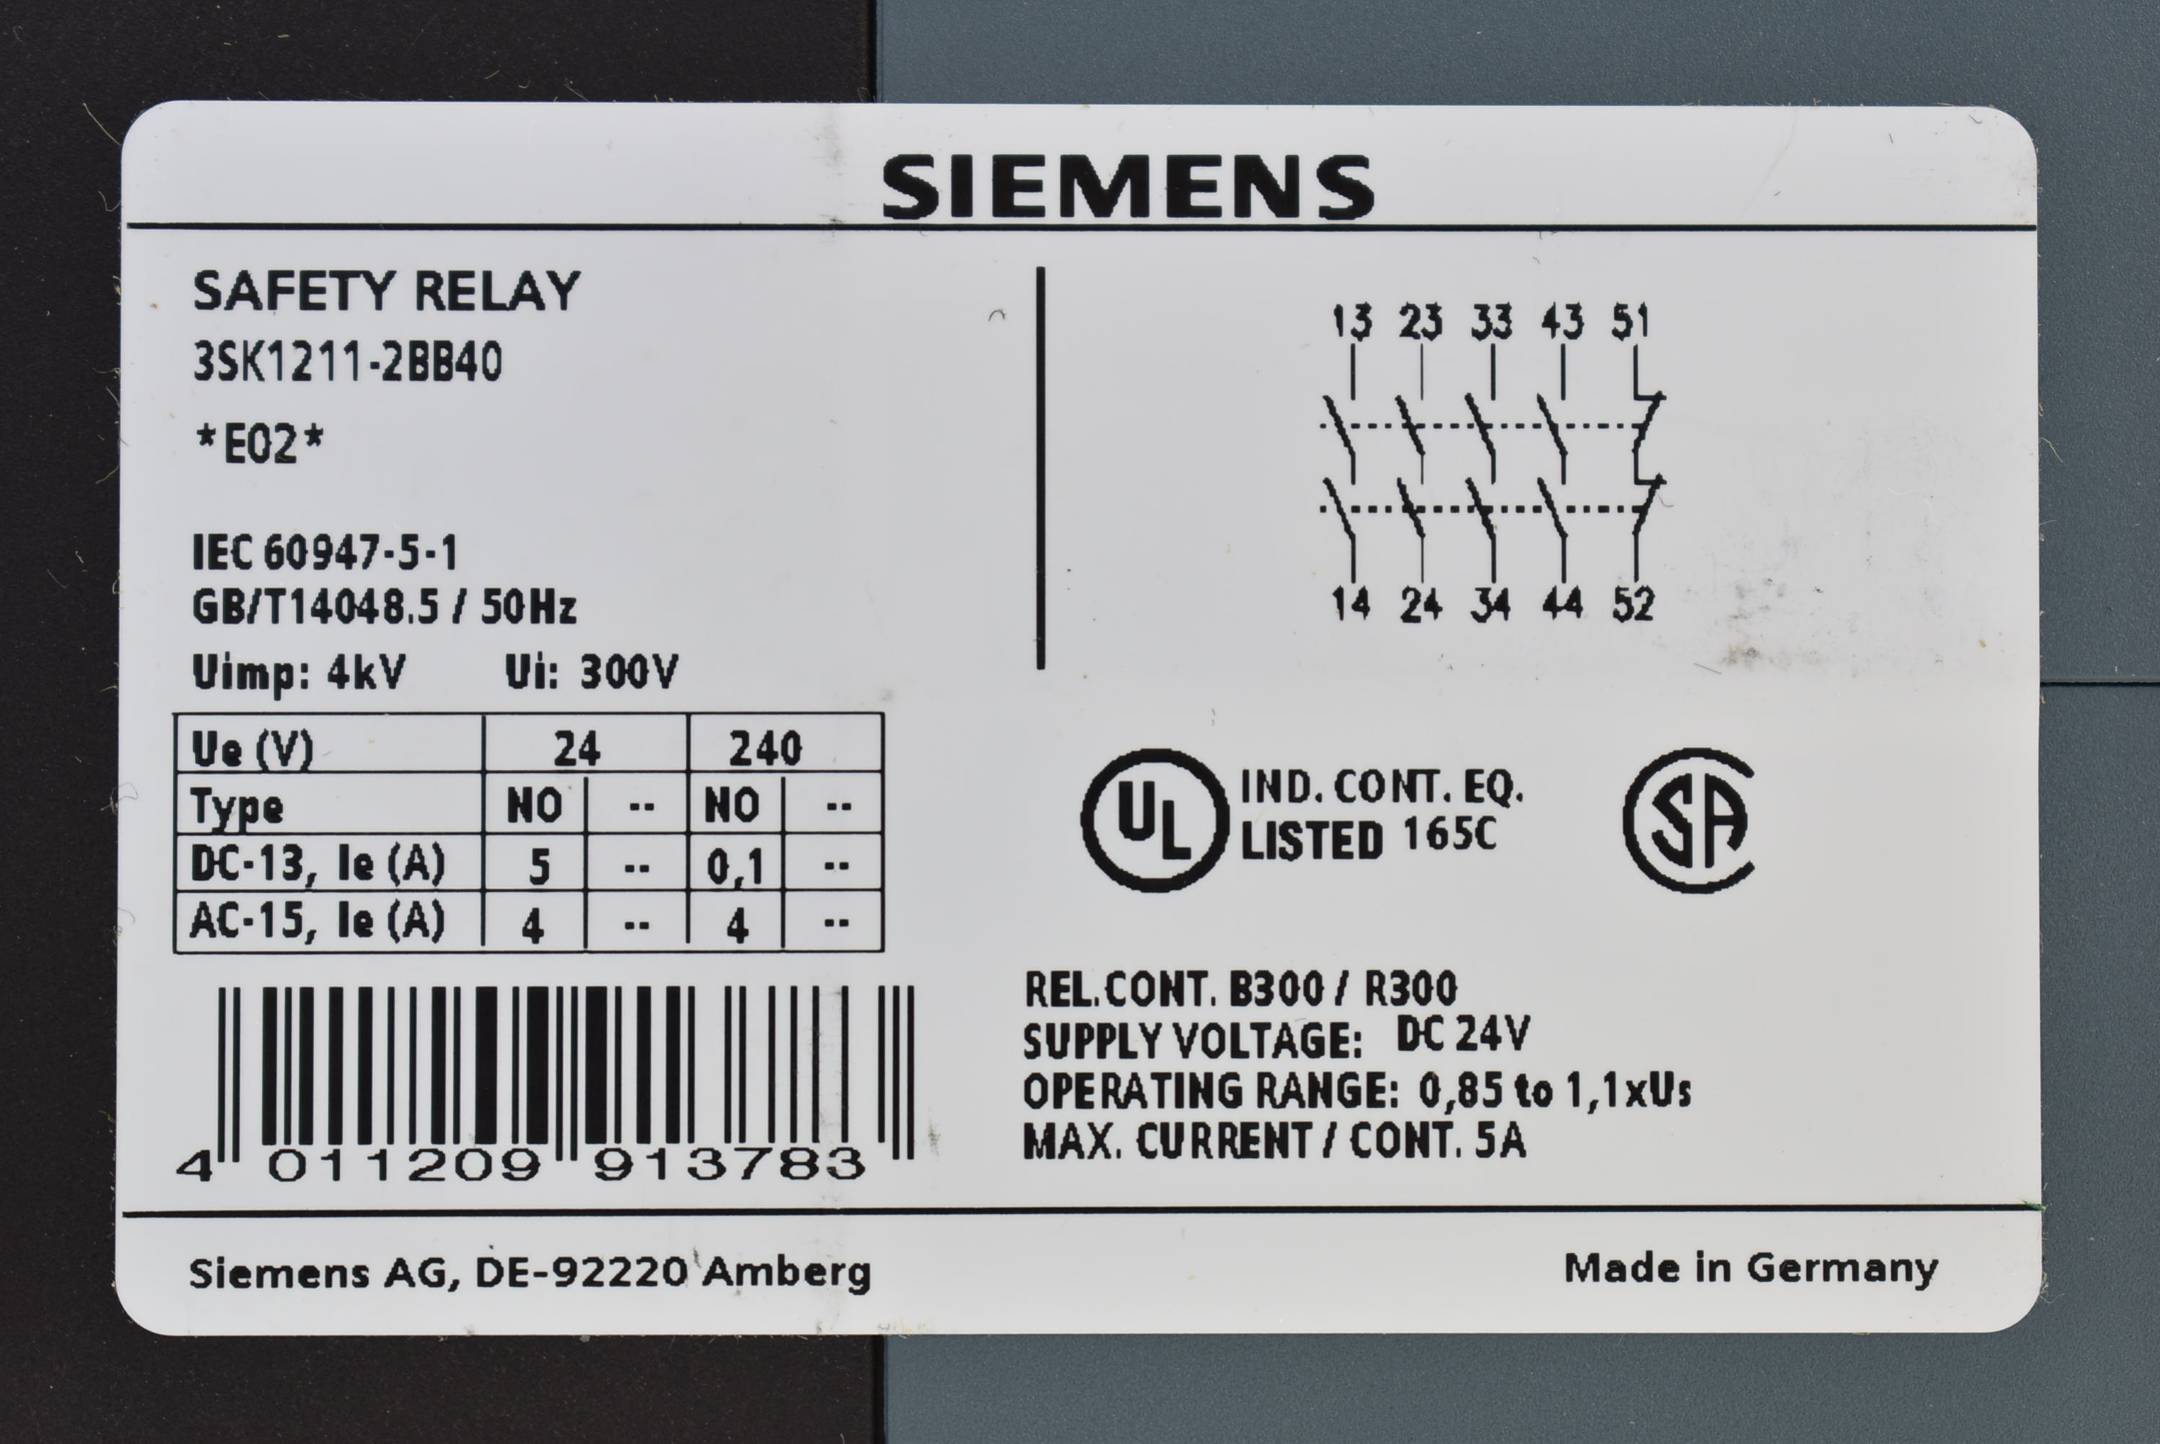 SIEMENS
SAFETY RELAY
3SK1211-2BB40
*E02*
IEC 60947-5-1
GB/T14048.5 / 50Hz
Uimp: 4kV Ui: 300V
Ue (V) 24 240
Type NO -- NO --
DC-13, Ie (A) 5 -- 0,1 --
AC-15, Ie (A) 4 -- 4 --
4 011209 913783
13 23 33 43 51
14 24 34 44 52
UL IND. CONT. EQ.
LISTED 165C
SA
REL.CONT. B300 / R300
SUPPLY VOLTAGE: DC 24V
OPERATING RANGE: 0,85 to 1,1xUs
MAX. CURRENT / CONT. 5A
Siemens AG, DE-92220 Amberg
Made in Germany